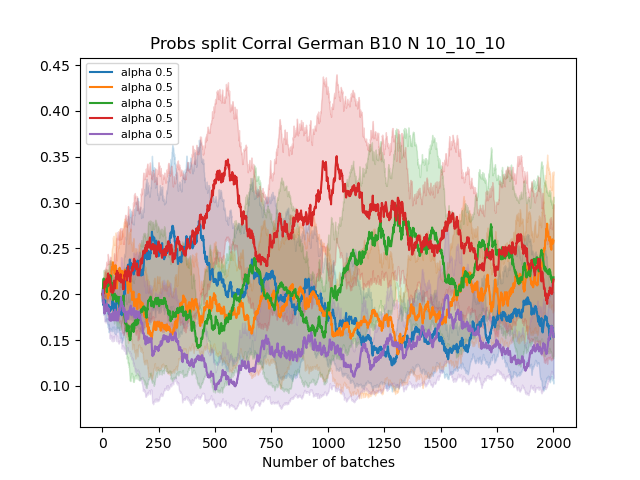 Probs split Corral German B10 N 10_10_10
alpha 0.5
alpha 0.5
alpha 0.5
alpha 0.5
alpha 0.5
0.45
0.40
0.35
0.30
0.25
0.20
0.15
0.10
0 250 500 750 1000 1250 1500 1750 2000
Number of batches